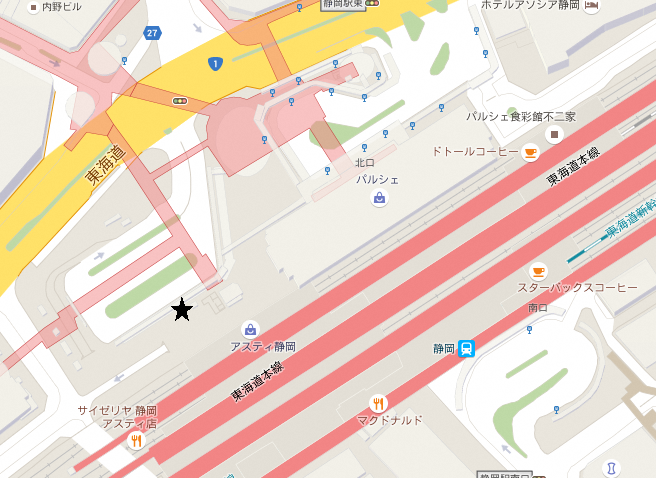 内野ビル
静岡駅東
ホテルアソシア静岡
27
1
パルシェ食彩館不二家
東海道
ドトールコーヒー
東海道本線
北口
パルシェ
東海道新幹
スターバックスコーヒー
南口
アスティ静岡
静岡
東海道本線
サイゼリヤ 静岡
アスティ店
マクドナルド
静岡駅南口